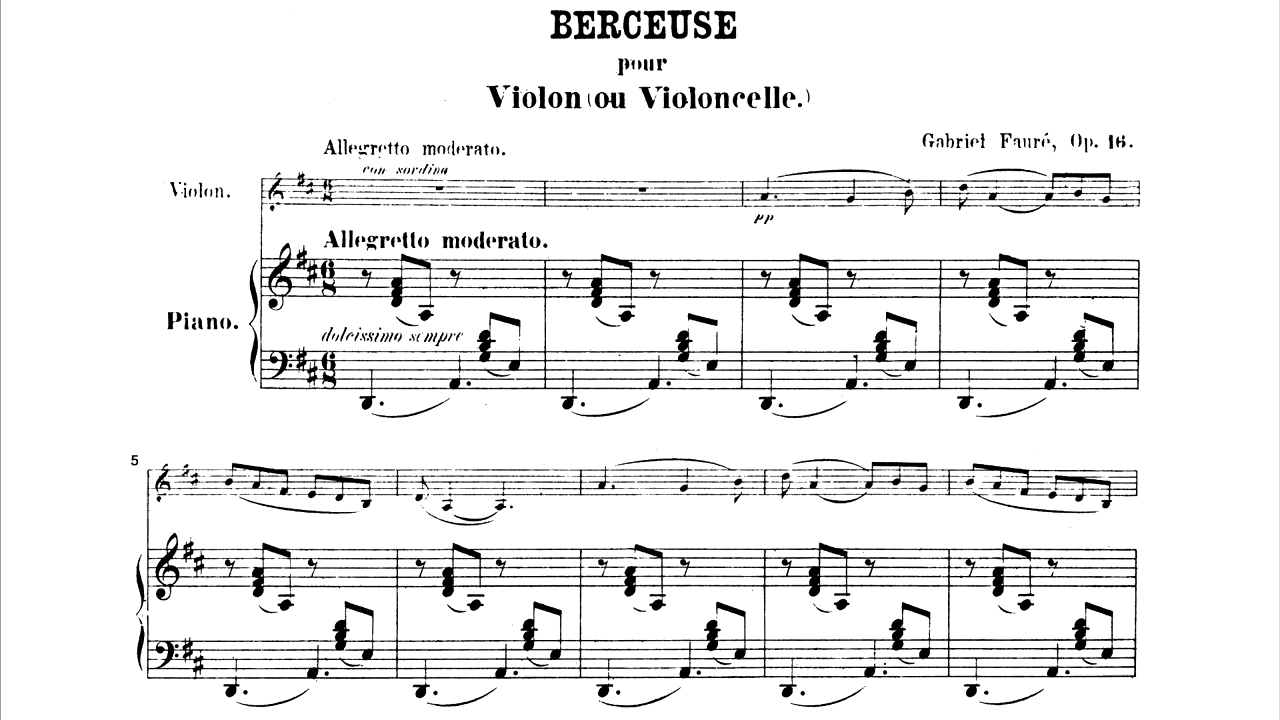 BERCEUSE
pour
Violon (ou Violoncelle.)
Gabriel Fauré, Op. 16.
Allegretto moderato.
con sordina
Violon.
pp
Allegretto moderato.
Piano.
dolcissimo sempre
5